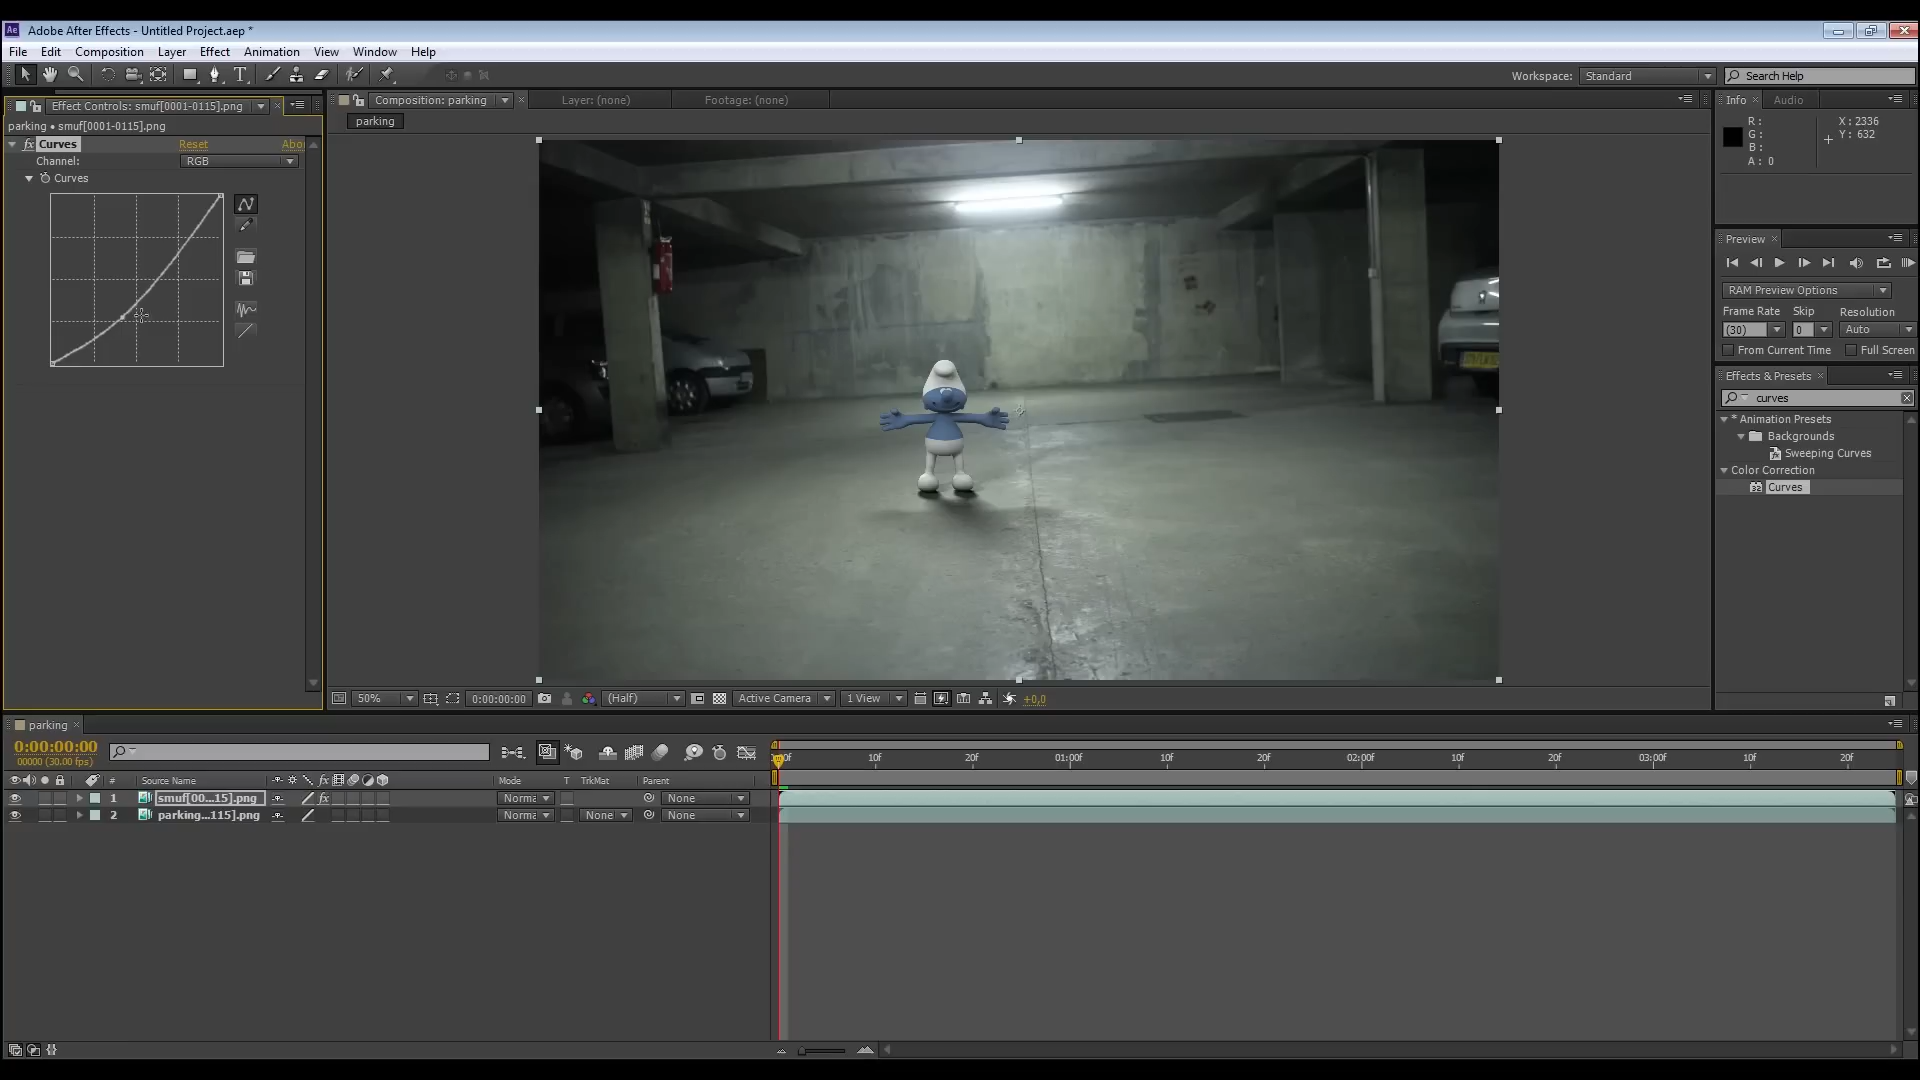 Ae Adobe After Effects - Untitled Project.aep *
File Edit Composition Layer Effect Animation View Window Help
T Workspace: Standard Search Help
Effect Controls: smuf[0001-0115].png
Composition: parking Layer: (none) Footage: (none)
parking • smuf[0001-0115].png
parking
fx Curves Reset Abo
Channel: RGB
Curves
Info Audio
R :
G :
B :
A : 0
X : 2336
Y : 632
Preview
RAM Preview Options
Frame Rate Skip Resolution
(30) 0 Auto
From Current Time Full Screen
Effects & Presets
curves
* Animation Presets
Backgrounds
Sweeping Curves
Color Correction
32 Curves
50% 0:00:00:00 (Half) Active Camera 1 View +0,0
parking
0:00:00:00
00000 (30.00 fps)
10f 20f 01:00f 10f 20f 02:00f 10f 20f 03:00f 10f 20f
# Source Name fx Mode T TrkMat Parent
1 smuf[00...15].png fx Norma None
2 parking...115].png Norma None None